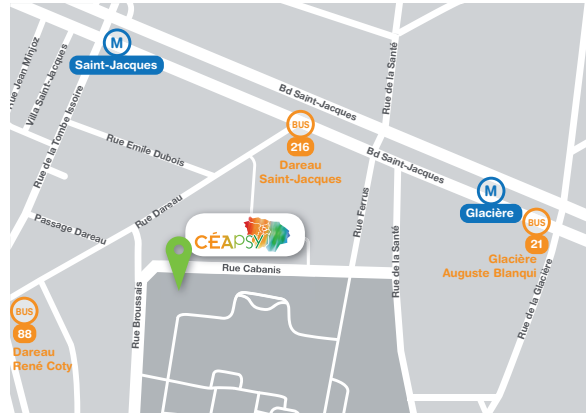 Rue Jean Minjoz
Villa Saint-Jacques
Rue de la Tombe Issoire
M
Saint-Jacques
Bd Saint-Jacques
Rue de la Santé
BUS
216
Dareau
Saint-Jacques
Bd Saint-Jacques
Rue Emile Dubois
M
Glacière
BUS
21
Glacière
Auguste Blanqui
Rue de la Glacière
Passage Dareau
Rue Dareau
CÉAPSY
Rue Ferrus
Rue de la Santé
Rue Cabanis
Rue Broussais
BUS
88
Dareau
René Coty